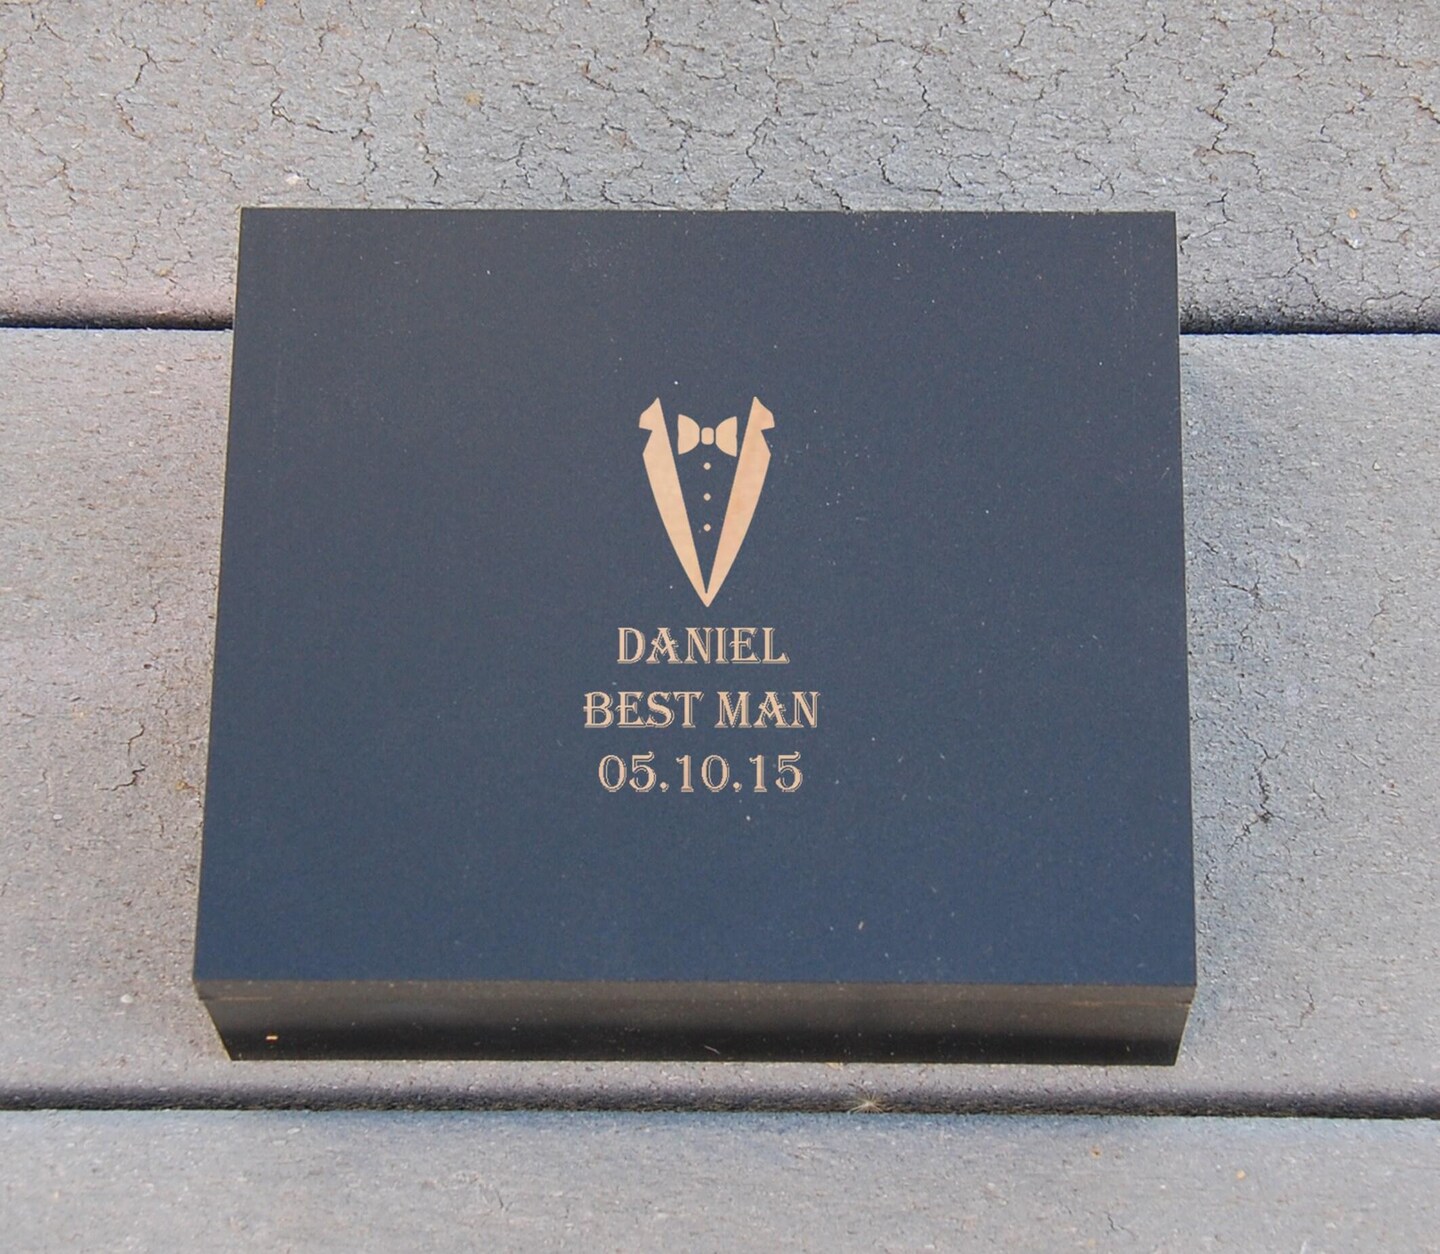 DANIEL
BEST MAN
05.10.15